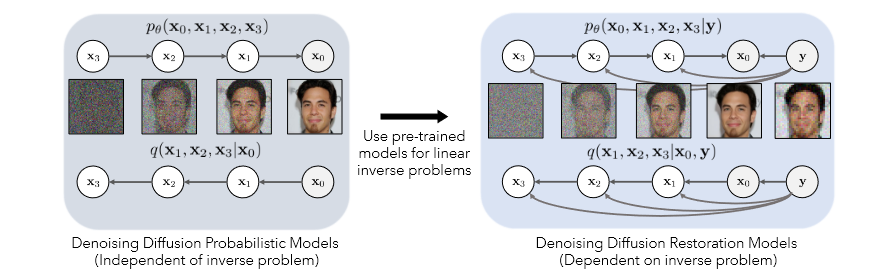 pθ(x0, x1, x2, x3)
x3 x2 x1 x0
q(x1, x2, x3|x0)
x3 x2 x1 x0
Denoising Diffusion Probabilistic Models
(Independent of inverse problem)
Use pre-trained
models for linear
inverse problems
pθ(x0, x1, x2, x3|y)
x3 x2 x1 x0 y
q(x1, x2, x3|x0, y)
x3 x2 x1 x0 y
Denoising Diffusion Restoration Models
(Dependent on inverse problem)